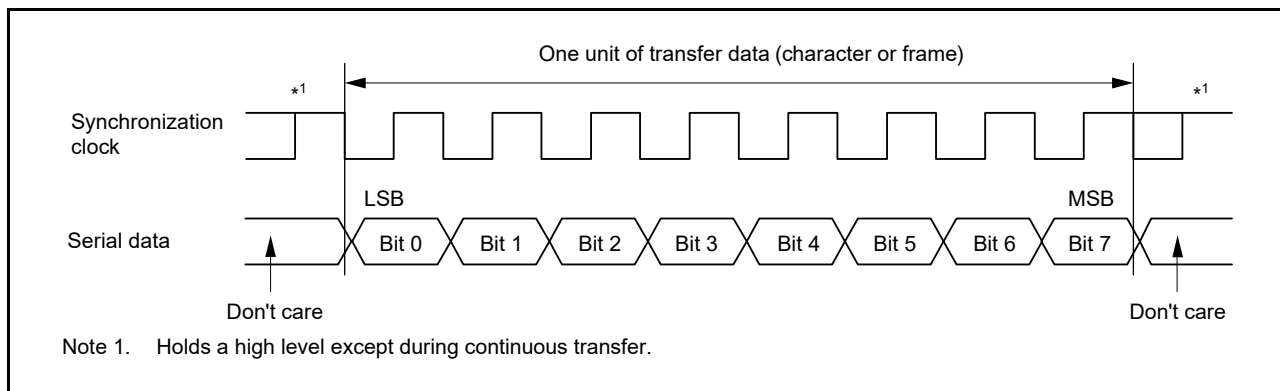 One unit of transfer data (character or frame)
*1
*1
Synchronization
clock
LSB
MSB
Serial data
Bit 0
Bit 1
Bit 2
Bit 3
Bit 4
Bit 5
Bit 6
Bit 7
Don't care
Don't care
Note 1. Holds a high level except during continuous transfer.